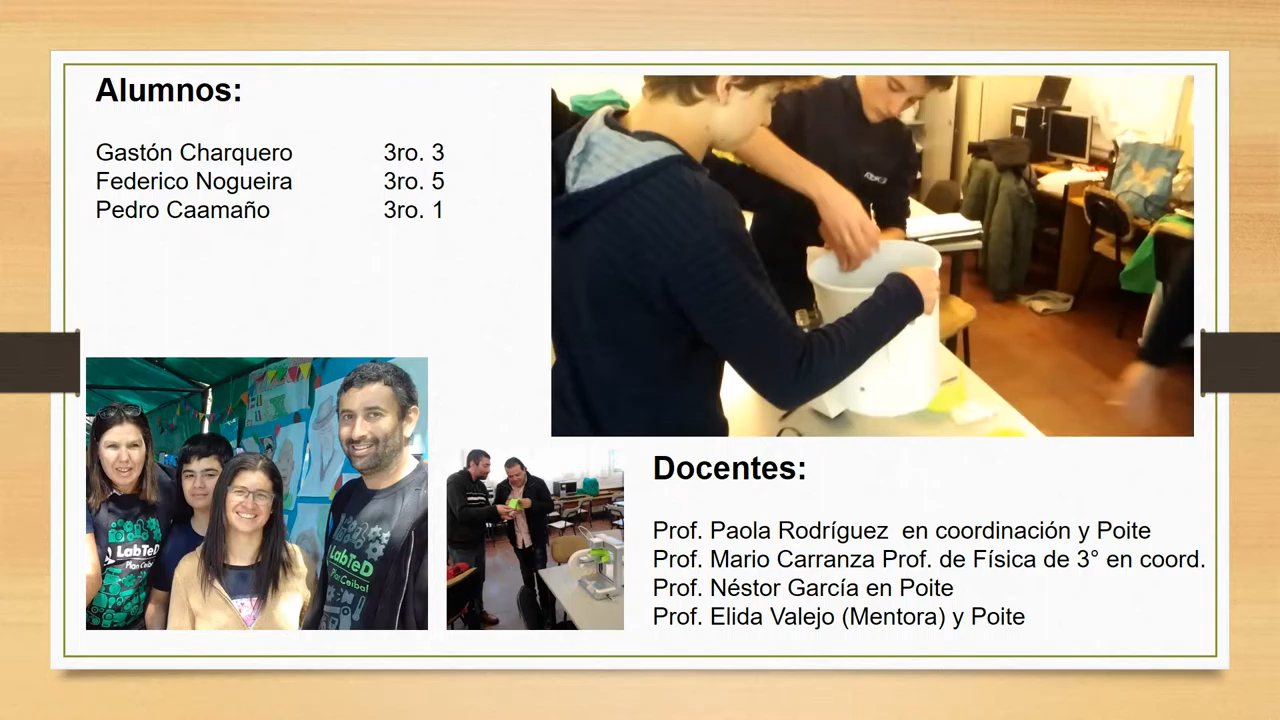 Alumnos:
Gastón Charquero 3ro. 3
Federico Nogueira 3ro. 5
Pedro Caamaño 3ro. 1
LabTeD
Plan Ceibal
LabTeD
Plan Ceibal
Docentes:
Prof. Paola Rodríguez en coordinación y Poite
Prof. Mario Carranza Prof. de Física de 3° en coord.
Prof. Néstor García en Poite
Prof. Elida Valejo (Mentora) y Poite